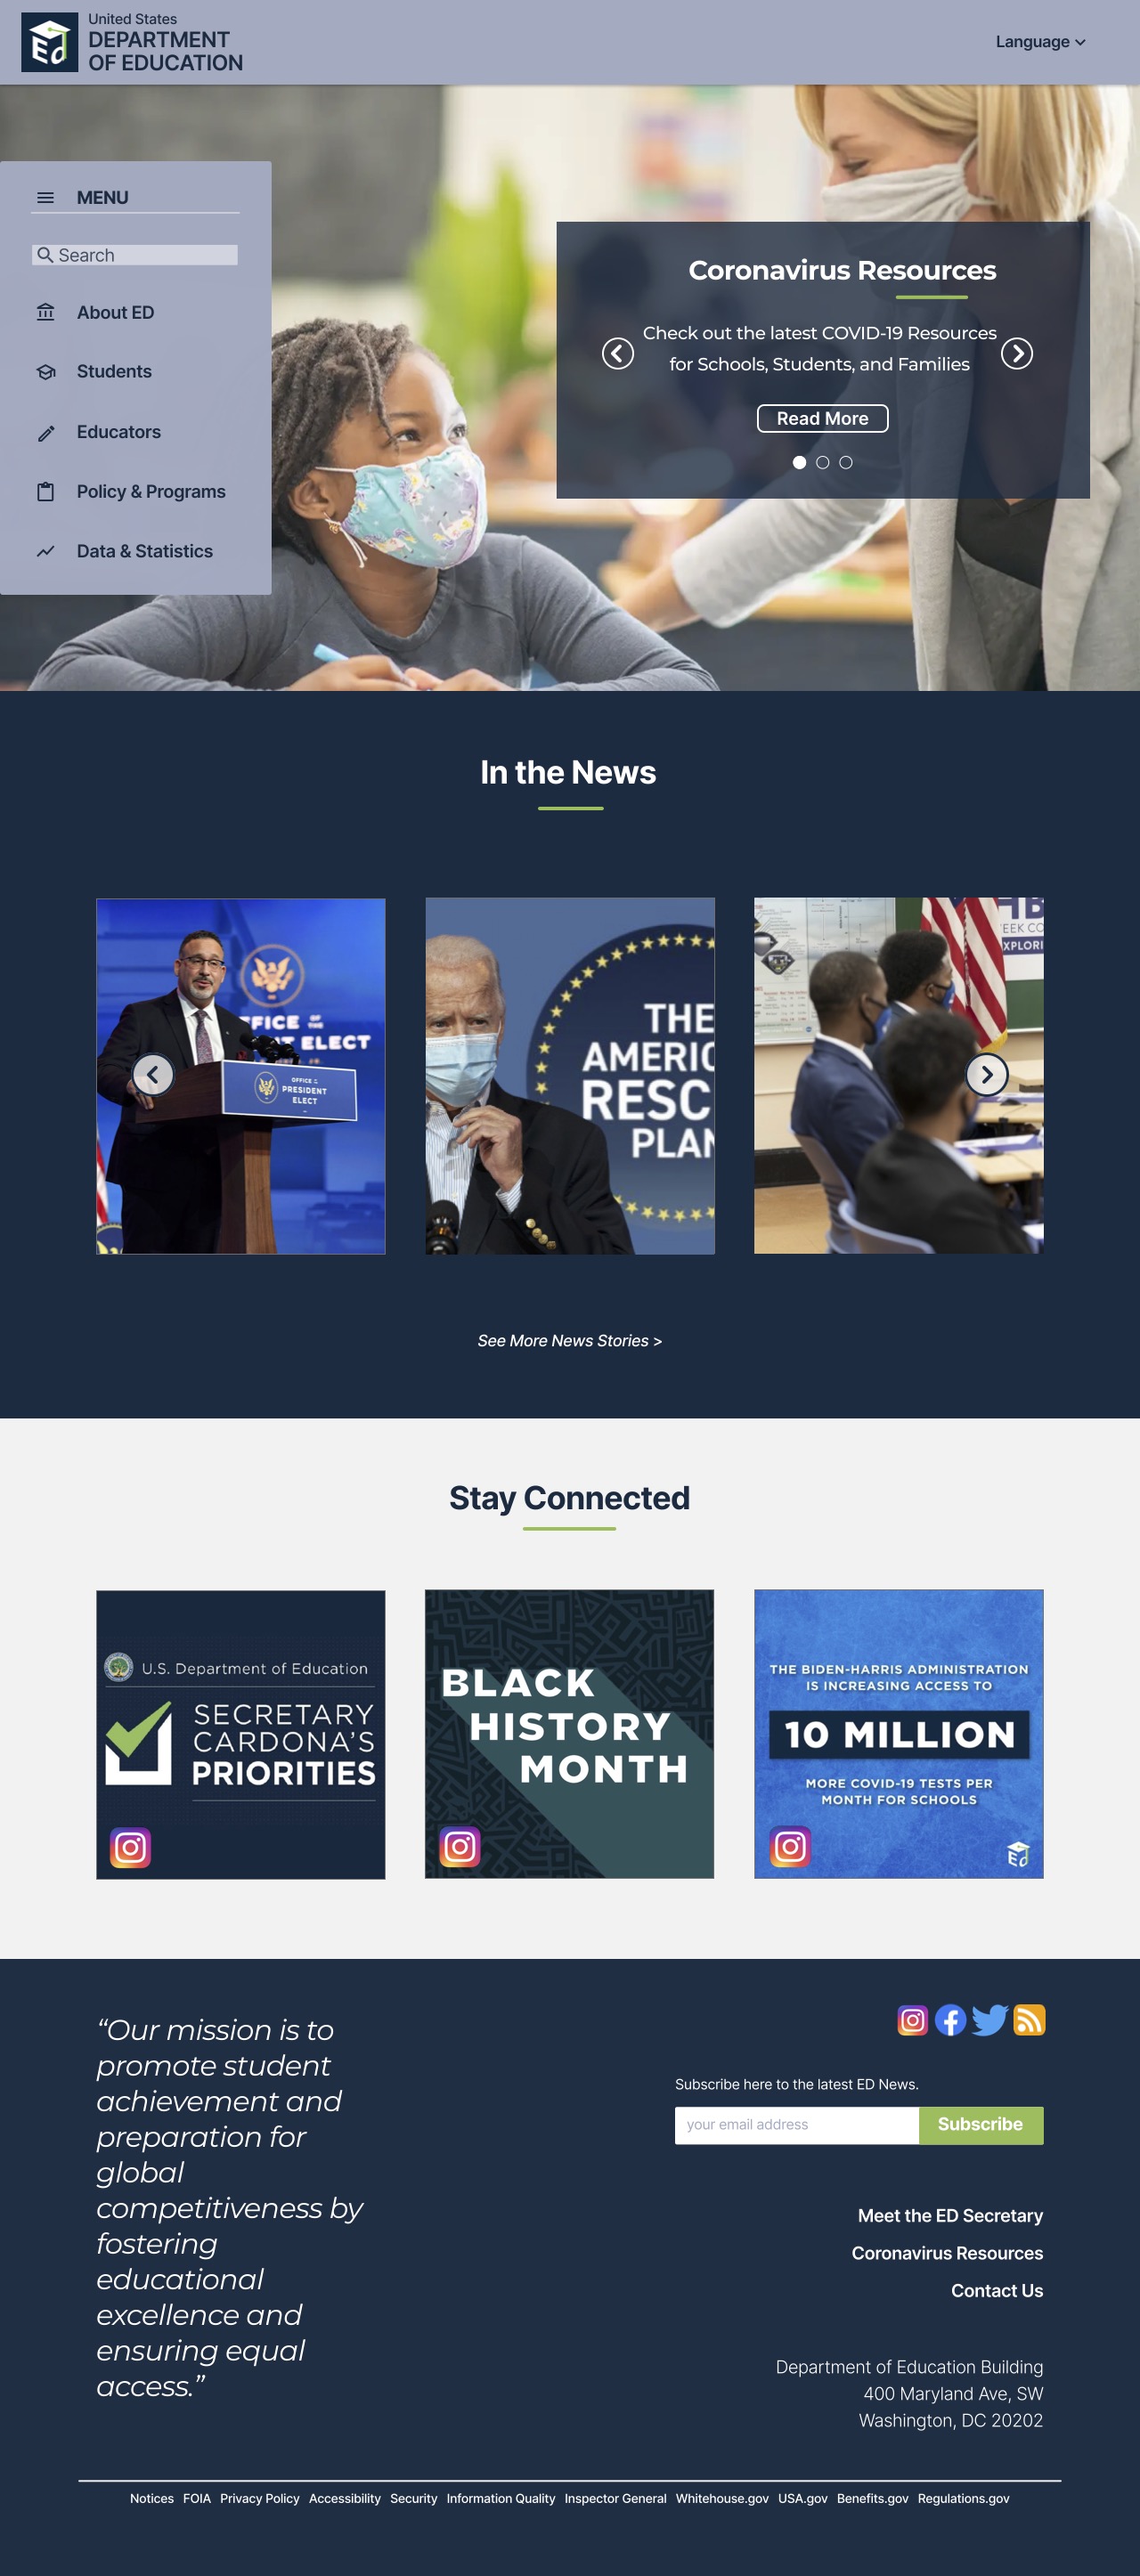 United States
DEPARTMENT
OF EDUCATION
Ed
Language
MENU
Search
About ED
Students
Educators
Policy & Programs
Data & Statistics
Coronavirus Resources
Check out the latest COVID-19 Resources
for Schools, Students, and Families
Read More
In the News
FFICE OF THE
T ELECT
OFFICE OF THE
PRESIDENT
ELECT
THE
AMERIC
RESC
PLAN
HB
EEK CO
XPLORI
See More News Stories >
Stay Connected
U.S. Department of Education
SECRETARY
CARDONA'S
PRIORITIES
BLACK
HISTORY
MONTH
THE BIDEN-HARRIS ADMINISTRATION
IS INCREASING ACCESS TO
10 MILLION
MORE COVID-19 TESTS PER
MONTH FOR SCHOOLS
Ed
“Our mission is to
promote student
achievement and
preparation for
global
competitiveness by
fostering
educational
excellence and
ensuring equal
access.”
Subscribe here to the latest ED News.
your email address
Subscribe
Meet the ED Secretary
Coronavirus Resources
Contact Us
Department of Education Building
400 Maryland Ave, SW
Washington, DC 20202
Notices FOIA Privacy Policy Accessibility Security Information Quality Inspector General Whitehouse.gov USA.gov Benefits.gov Regulations.gov